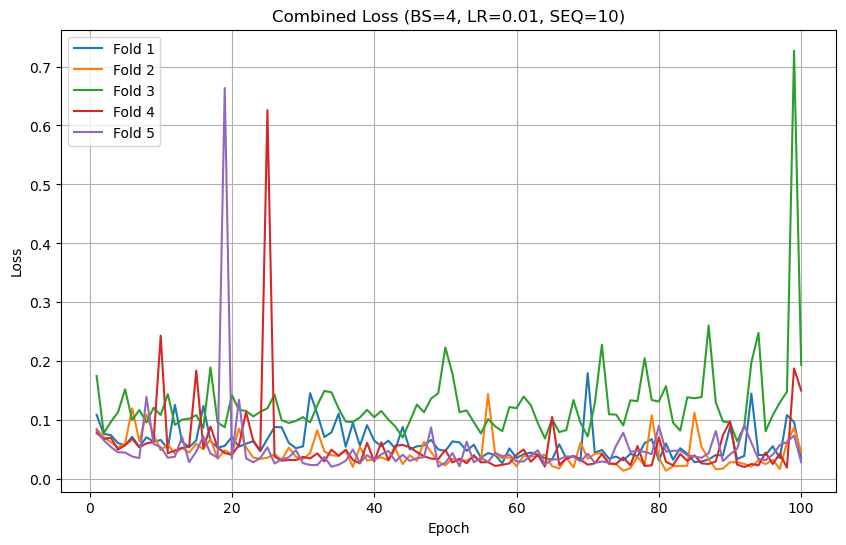 Combined Loss (BS=4, LR=0.01, SEQ=10)
Fold 1
Fold 2
Fold 3
Fold 4
Fold 5
Loss
0.7
0.6
0.5
0.4
0.3
0.2
0.1
0.0
0 20 40 60 80 100
Epoch